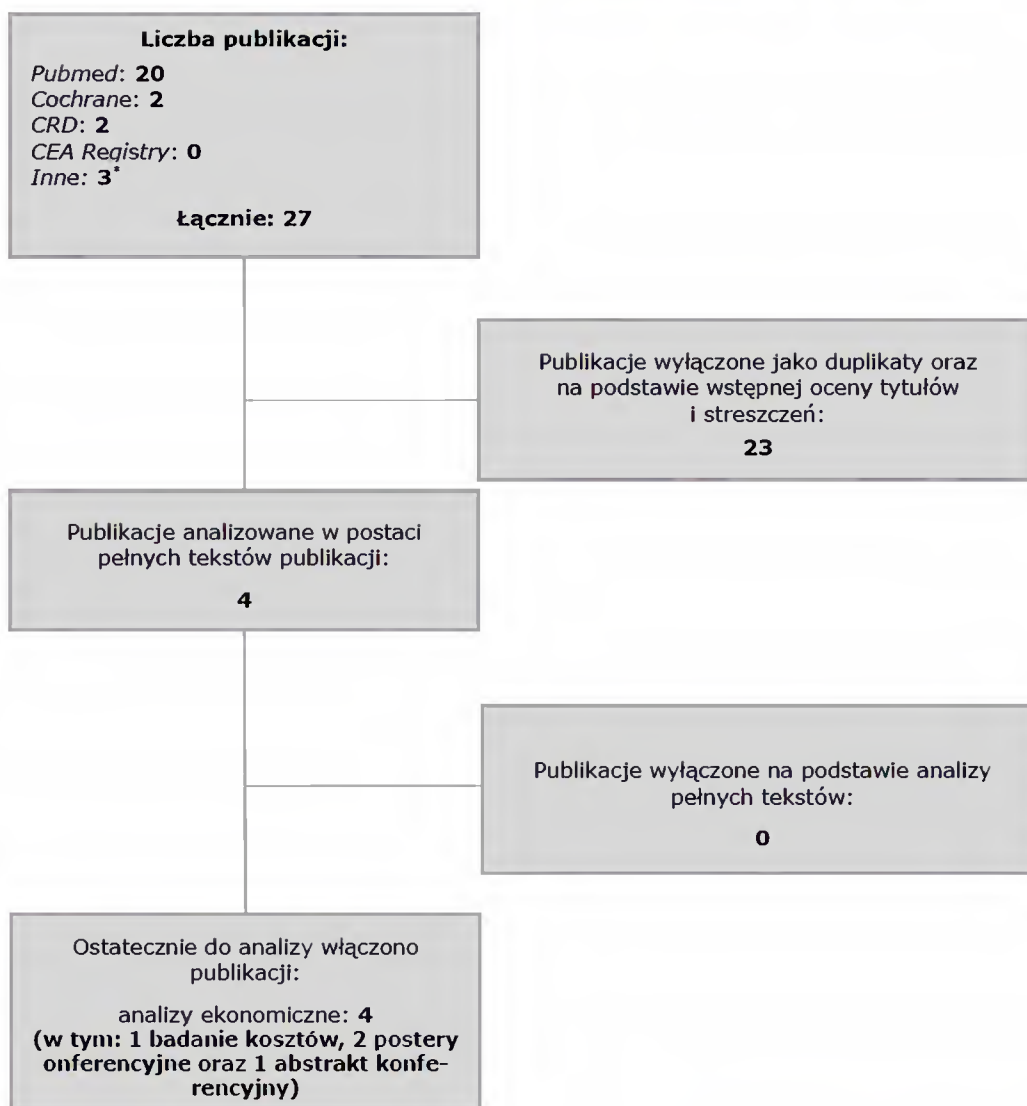 Liczba publikacji:
Pubmed: 20
Cochrane: 2
CRD: 2
CEA Registry: 0
Inne: 3*
Łącznie: 27
Publikacje wyłączone jako duplikaty oraz
na podstawie wstępnej oceny tytułów
i streszczeń:
23
Publikacje analizowane w postaci
pełnych tekstów publikacji:
4
Publikacje wyłączone na podstawie analizy
pełnych tekstów:
0
Ostatecznie do analizy włączono
publikacji:
analizy ekonomiczne: 4
(w tym: 1 badanie kosztów, 2 postery
onferencyjne oraz 1 abstrakt konfe-
rencyjny)